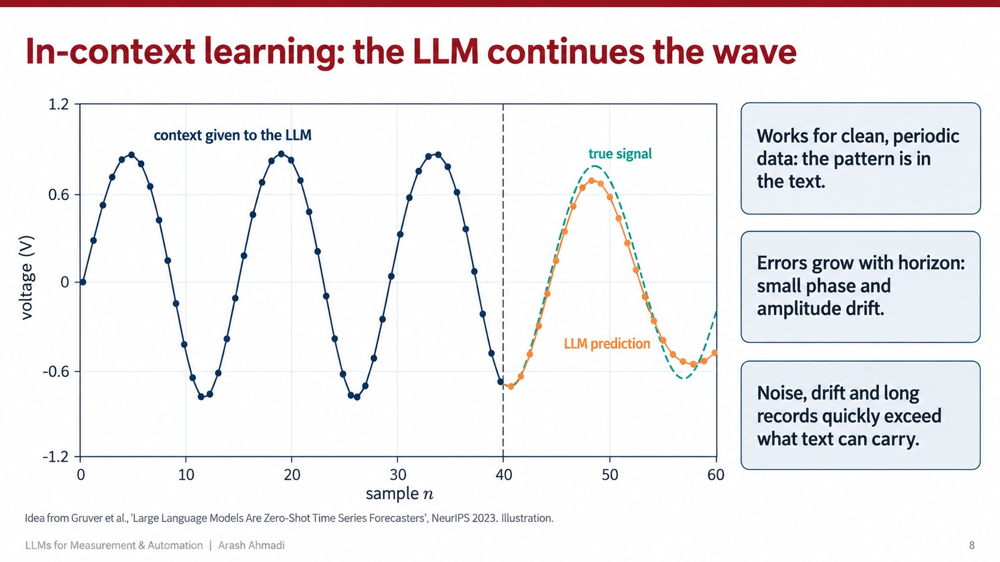 In-context learning: the LLM continues the wave
1.2
0.6
0
-0.6
-1.2
voltage (V)
context given to the LLM
true signal
LLM prediction
0 10 20 30 40 50 60
sample n
Works for clean, periodic
data: the pattern is in
the text.
Errors grow with horizon:
small phase and
amplitude drift.
Noise, drift and long
records quickly exceed
what text can carry.
Idea from Gruver et al., 'Large Language Models Are Zero-Shot Time Series Forecasters', NeurIPS 2023. Illustration.
LLMs for Measurement & Automation | Arash Ahmadi
8